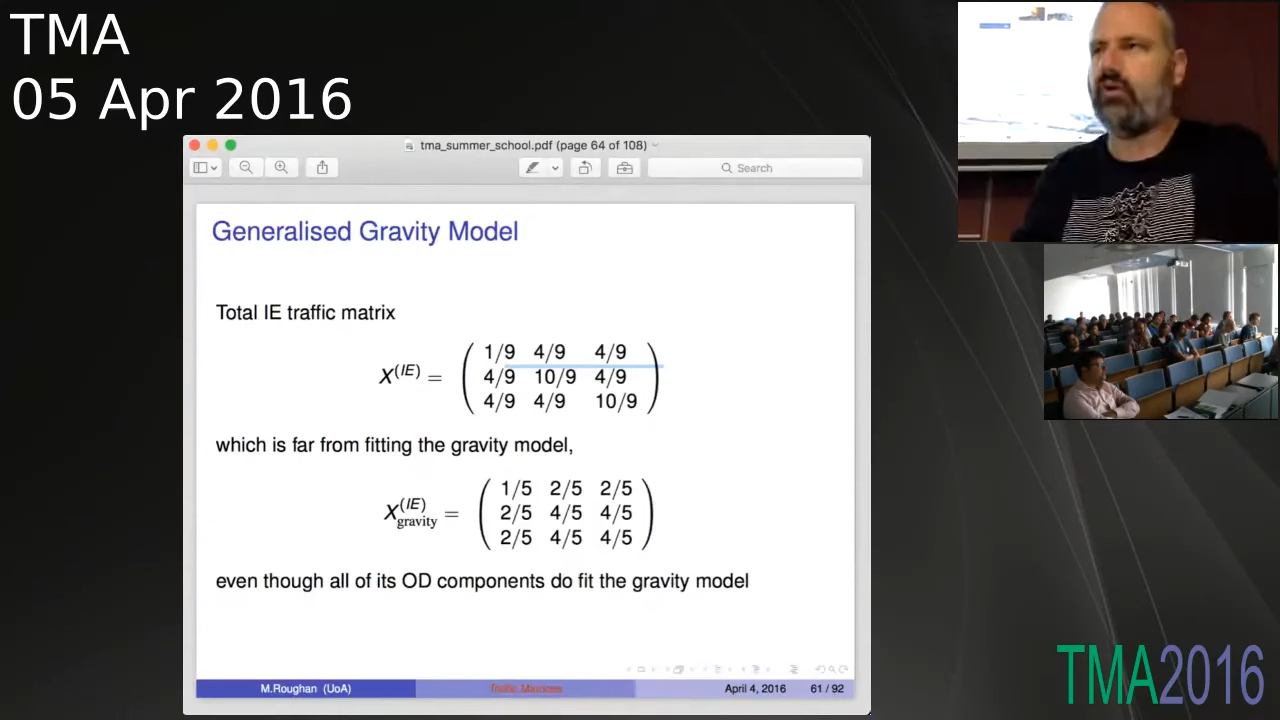 TMA
05 Apr 2016
tma_summer_school.pdf (page 64 of 108)
Search
Generalised Gravity Model
Total IE traffic matrix
X(IE) =
1/9 4/9 4/9
4/9 10/9 4/9
4/9 4/9 10/9
which is far from fitting the gravity model,
X(IE)gravity =
1/5 2/5 2/5
2/5 4/5 4/5
2/5 4/5 4/5
even though all of its OD components do fit the gravity model
M.Roughan (UoA) Traffic Matrices April 4, 2016 61 / 92
TMA2016